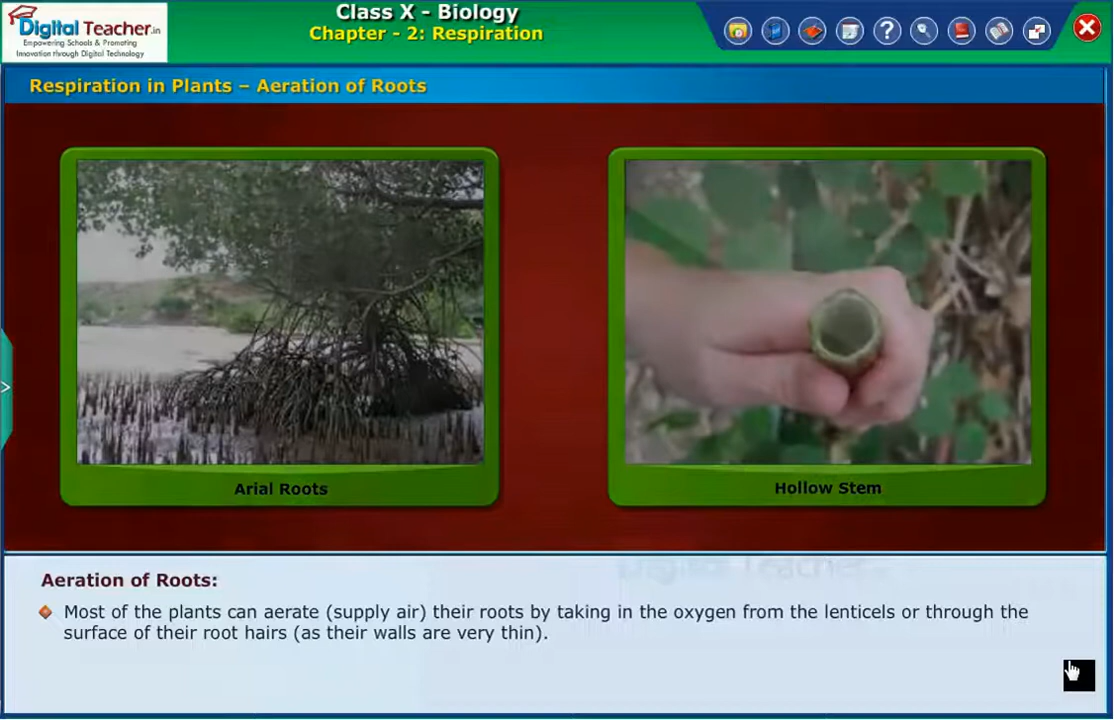 Digital Teacher.in
Empowering Schools & Promoting
Innovation through Digital Technology
Class X - Biology
Chapter - 2: Respiration
Respiration in Plants – Aeration of Roots
Arial Roots
Hollow Stem
Aeration of Roots:
Most of the plants can aerate (supply air) their roots by taking in the oxygen from the lenticels or through the
surface of their root hairs (as their walls are very thin).